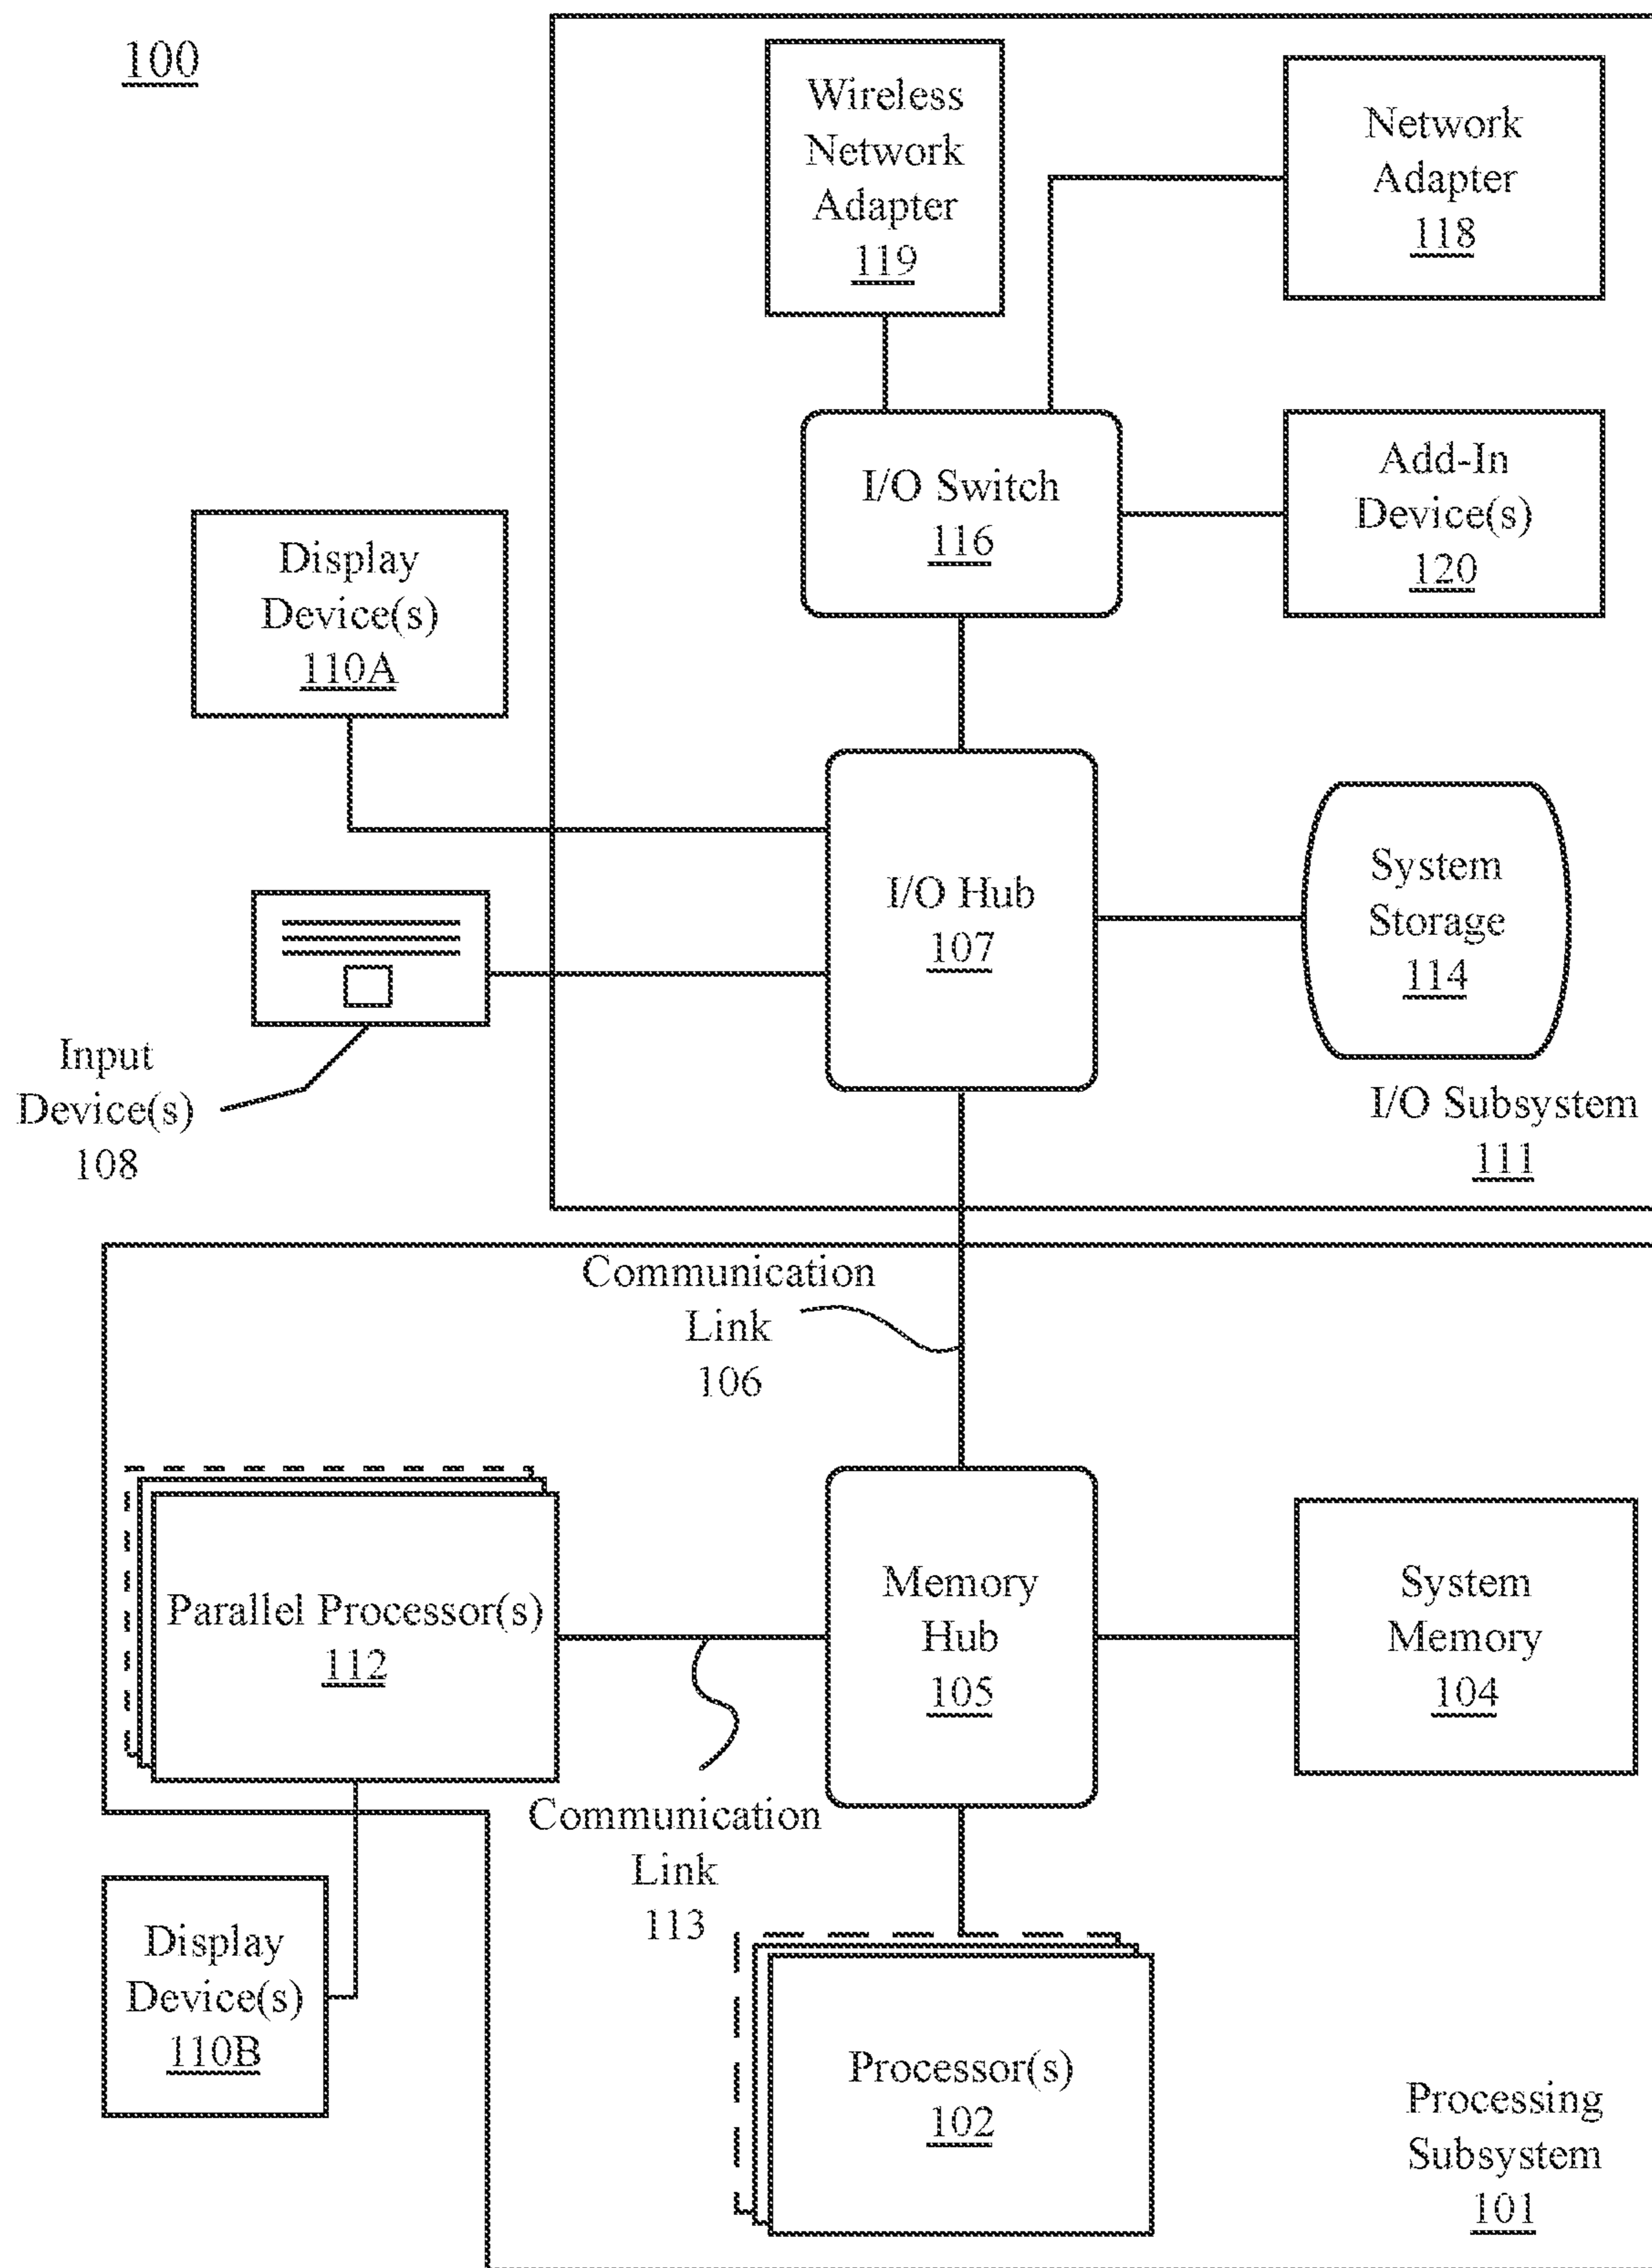 100
Wireless
Network
Adapter
119
Network
Adapter
118
I/O Switch
116
Add-In
Device(s)
120
Display
Device(s)
110A
I/O Hub
107
System
Storage
114
Input
Device(s)
108
I/O Subsystem
111
Communication
Link
106
Parallel Processor(s)
112
Memory
Hub
105
System
Memory
104
Communication
Link
113
Display
Device(s)
110B
Processor(s)
102
Processing
Subsystem
101